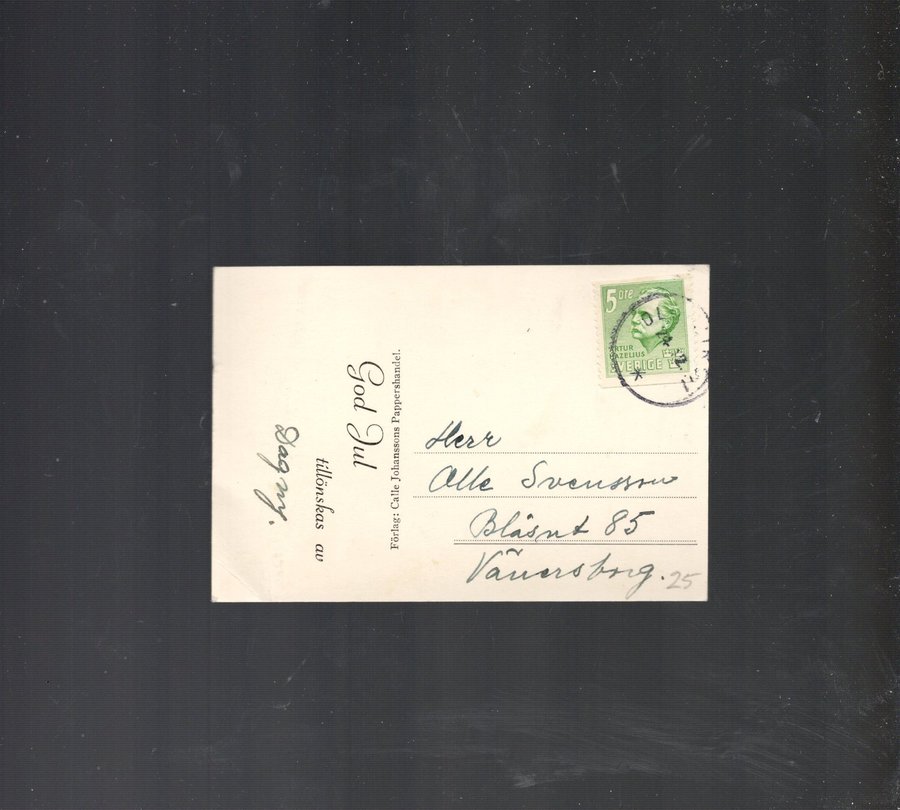 5 öre
ARTUR
HAZELIUS
SVERIGE
God Jul
tillönskas av
Dagny.
Förlag: Calle Johanssons Pappershandel.
Herr
Olle Svensson
Blåsut 85
Vänersborg.
25